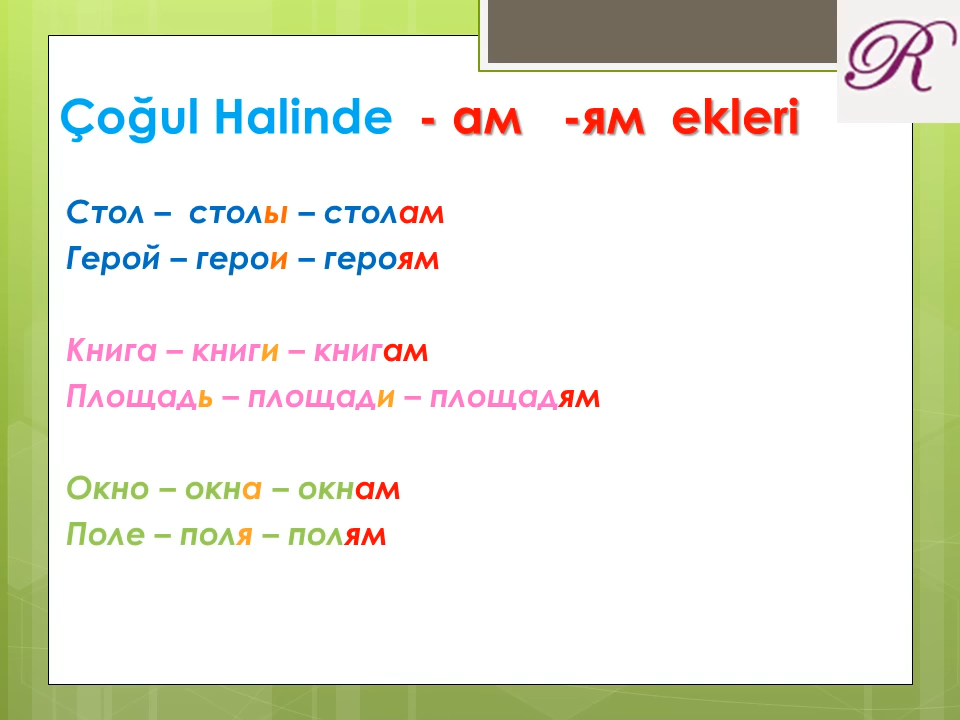 R
Çoğul Halinde - ам -ям ekleri
Стол – столы – столам
Герой – герои – героям
Книга – книги – книгам
Площадь – площади – площадям
Окно – окна – окнам
Поле – поля – полям